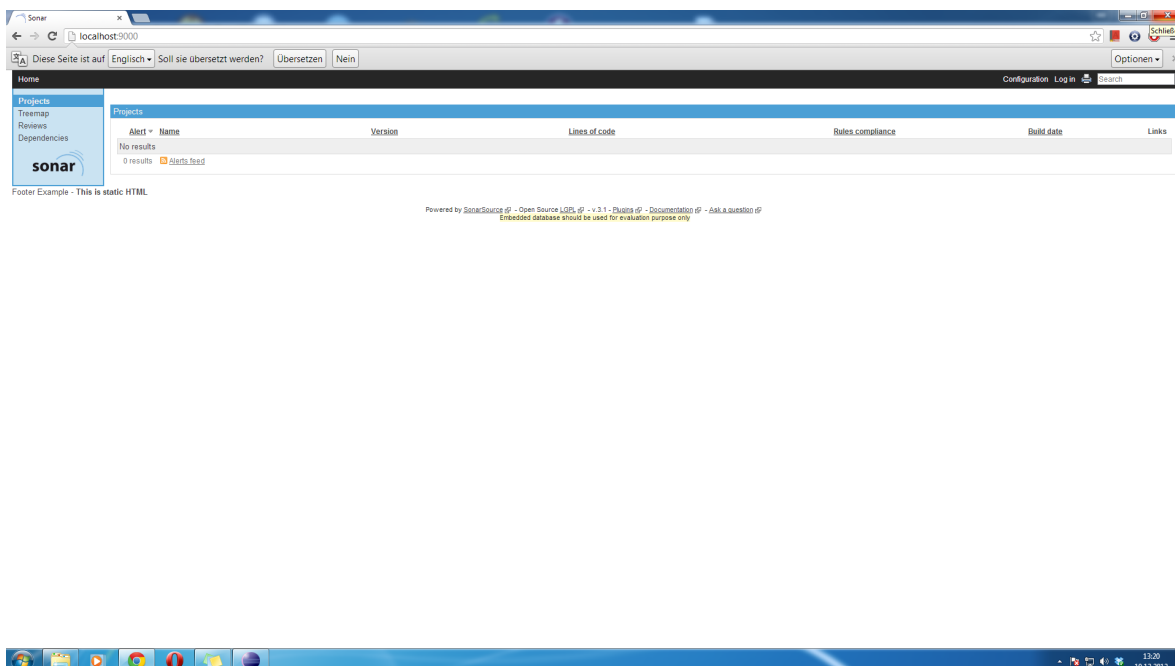 Sonar
localhost:9000
Schließ
Diese Seite ist auf Englisch Soll sie übersetzt werden? Übersetzen Nein Optionen
Home Configuration Log in Search
Projects
Treemap
Reviews
Dependencies
sonar
Projects
Alert Name Version Lines of code Rules compliance Build date Links
No results
0 results Alerts feed
Footer Example - This is static HTML
Powered by SonarSource - Open Source LGPL - v.3.1 - Plugins - Documentation - Ask a question
Embedded database should be used for evaluation purpose only
13:20